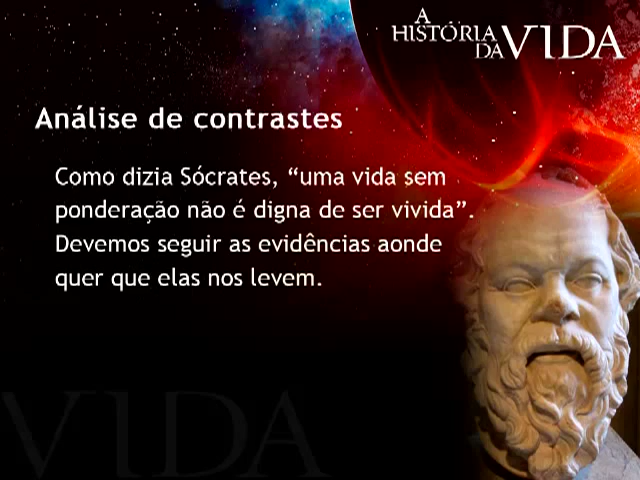 A
HISTÓRIA
DA VIDA
Análise de contrastes
Como dizia Sócrates, “uma vida sem
ponderação não é digna de ser vivida”.
Devemos seguir as evidências aonde
quer que elas nos levem.
VIDA